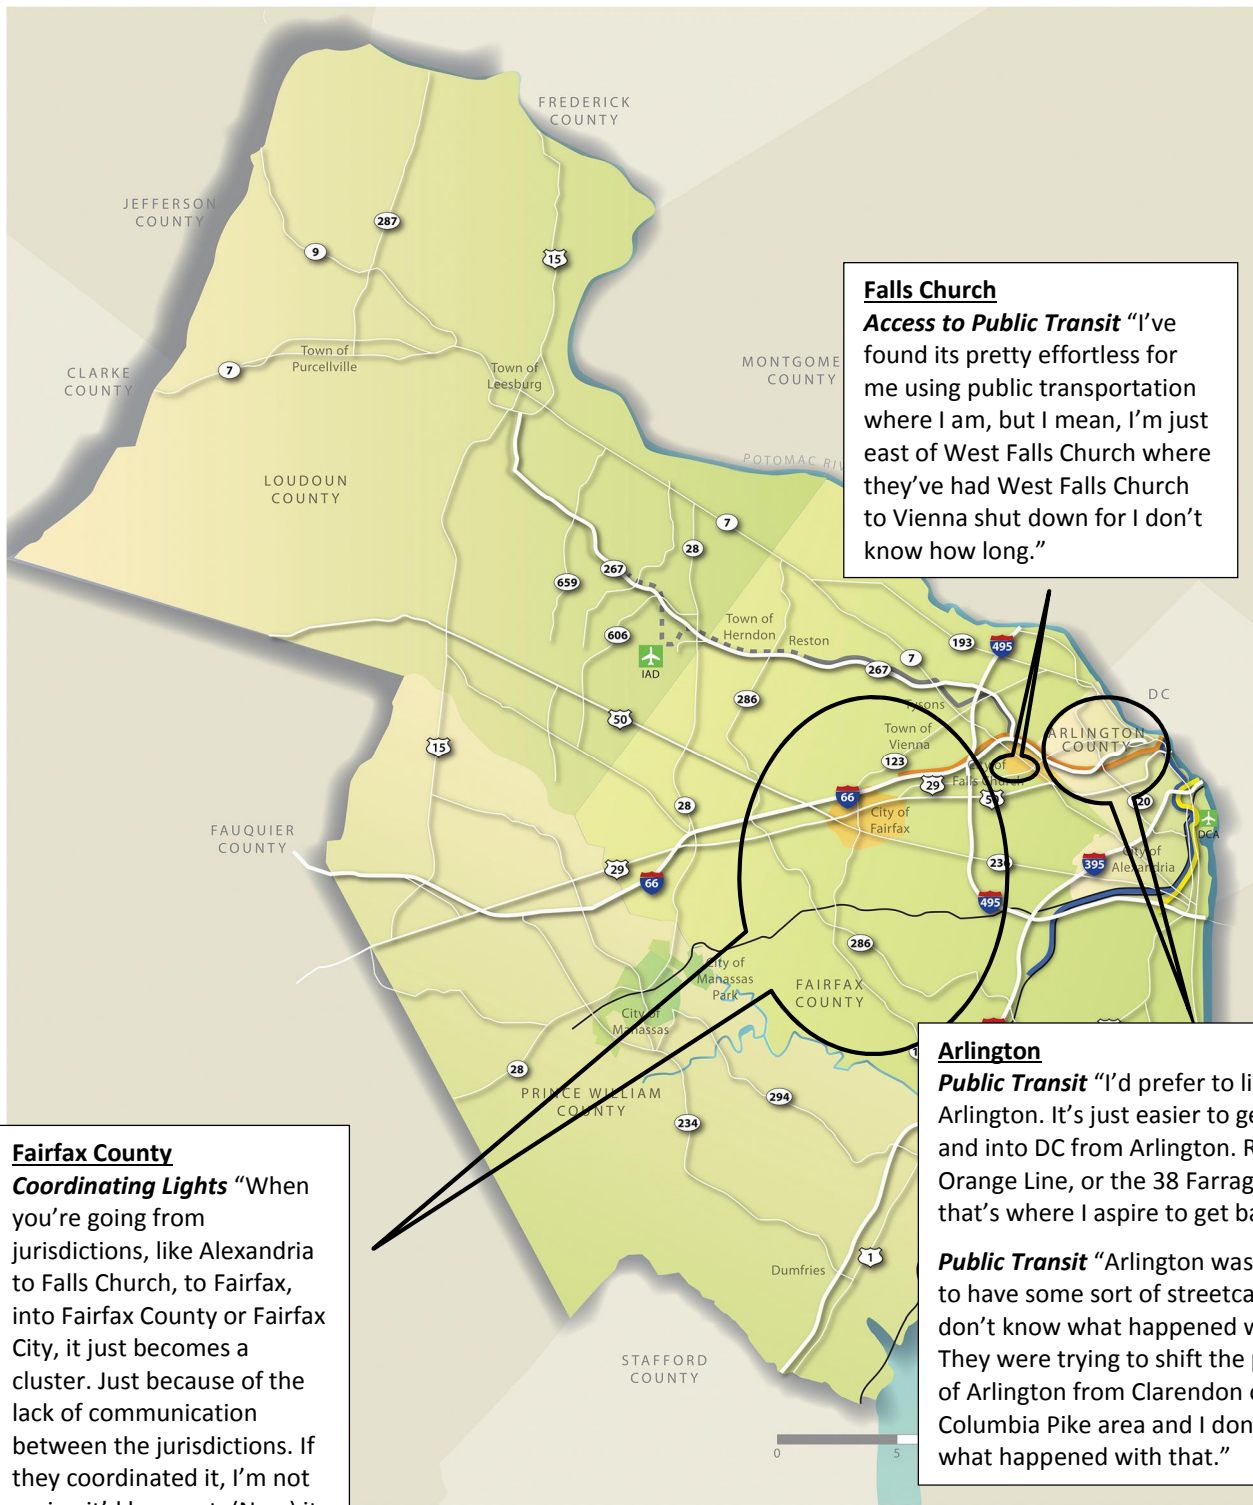 FREDERICK
COUNTY
JEFFERSON
COUNTY
287
9
15
Falls Church
Access to Public Transit “I’ve
found its pretty effortless for
me using public transportation
where I am, but I mean, I’m just
east of West Falls Church where
they’ve had West Falls Church
to Vienna shut down for I don’t
know how long.”
Town of
Purcellville
7
CLARKE
COUNTY
Town of
Leesburg
MONTGOME
COUNTY
POTOMAC RIV
LOUDOUN
COUNTY
7
28
267
659
606
IAD
Town of
Herndon
Reston
193
495
7
267
286
Tysons
DC
50
15
Town of
Vienna
123
ARLINGTON
COUNTY
City of
Falls Church
29
50
66
28
City of
Fairfax
DCA
FAUQUIER
COUNTY
29
66
236
395
City of
Alexandria
495
286
City of
Manassas
Park
FAIRFAX
COUNTY
City of
Manassas
28
PRINCE WILLIAM
COUNTY
294
234
Arlington
Public Transit “I’d prefer to li
Arlington. It’s just easier to ge
and into DC from Arlington. R
Orange Line, or the 38 Farrag
that’s where I aspire to get ba
Public Transit “Arlington was
to have some sort of streetca
don’t know what happened w
They were trying to shift the p
of Arlington from Clarendon o
Columbia Pike area and I don
what happened with that.”
Fairfax County
Coordinating Lights “When
you’re going from
jurisdictions, like Alexandria
to Falls Church, to Fairfax,
into Fairfax County or Fairfax
City, it just becomes a
cluster. Just because of the
lack of communication
between the jurisdictions. If
they coordinated it, I’m not
Dumfries
1
STAFFORD
COUNTY
0 5